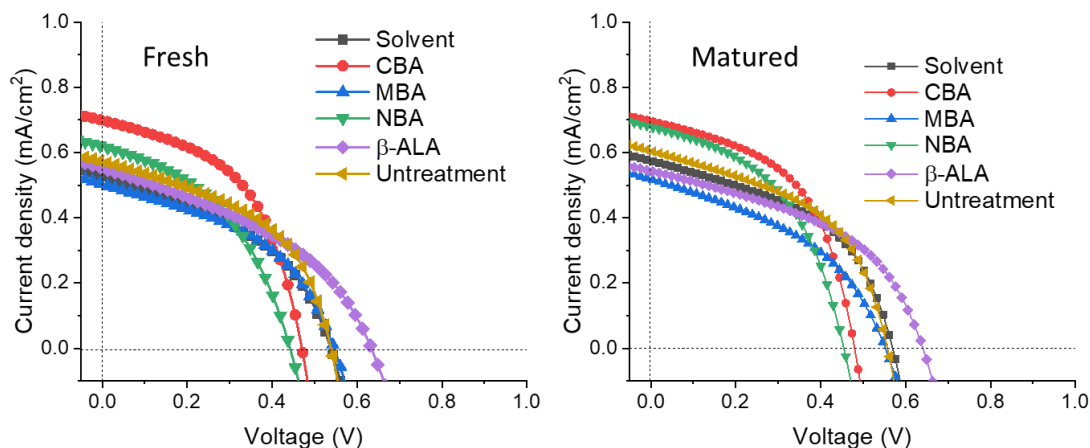 Fresh
Solvent
CBA
MBA
NBA
β-ALA
Untreatment
Current density (mA/cm²)
1.0
0.8
0.6
0.4
0.2
0.0
0.0 0.2 0.4 0.6 0.8 1.0
Voltage (V)
Matured
Solvent
CBA
MBA
NBA
β-ALA
Untreatment
Current density (mA/cm²)
1.0
0.8
0.6
0.4
0.2
0.0
0.0 0.2 0.4 0.6 0.8 1.0
Voltage (V)